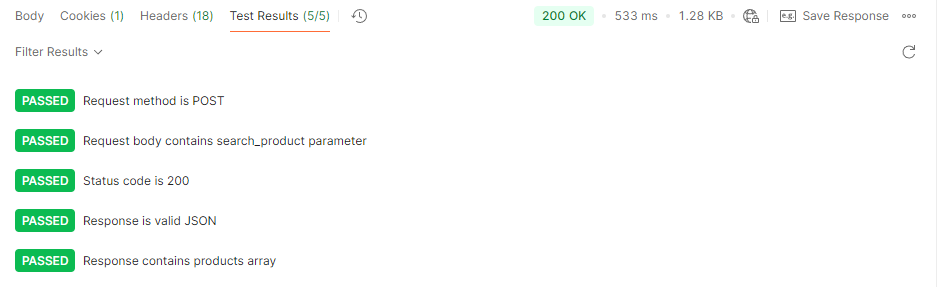 Body Cookies (1) Headers (18) Test Results (5/5) 200 OK • 533 ms • 1.28 KB • e.g. Save Response
Filter Results
PASSED Request method is POST
PASSED Request body contains search_product parameter
PASSED Status code is 200
PASSED Response is valid JSON
PASSED Response contains products array